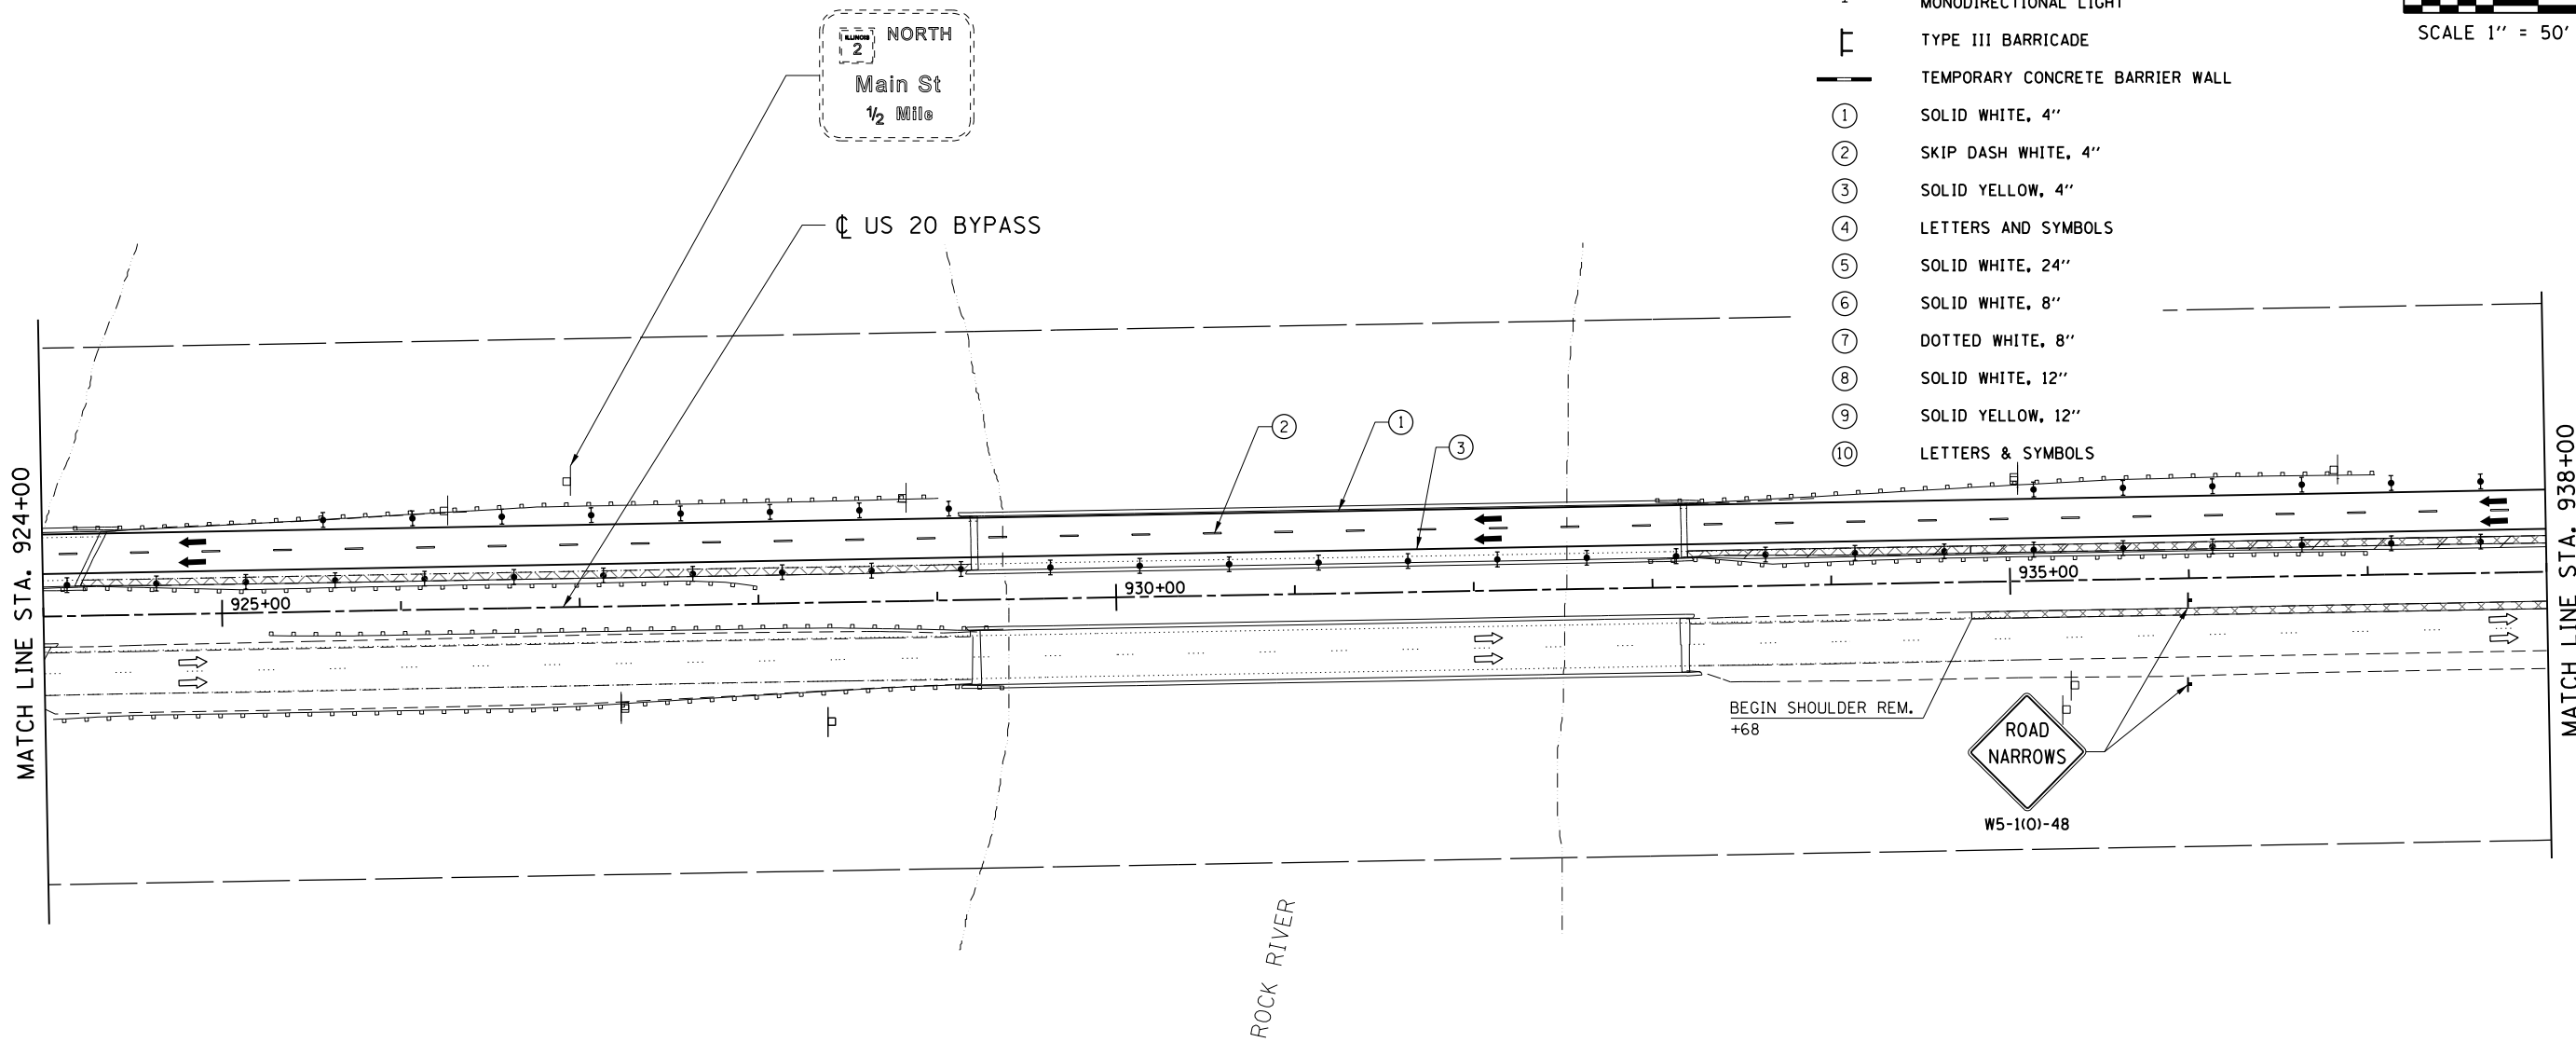 MONODIRECTIONAL LIGHT
TYPE III BARRICADE
TEMPORARY CONCRETE BARRIER WALL
1 SOLID WHITE, 4"
2 SKIP DASH WHITE, 4"
3 SOLID YELLOW, 4"
4 LETTERS AND SYMBOLS
5 SOLID WHITE, 24"
6 SOLID WHITE, 8"
7 DOTTED WHITE, 8"
8 SOLID WHITE, 12"
9 SOLID YELLOW, 12"
10 LETTERS & SYMBOLS
SCALE 1" = 50'
ILLINOIS
2
NORTH
Main St
1/2 Mile
℄ US 20 BYPASS
2
1
3
MATCH LINE STA. 924+00
925+00
930+00
935+00
MATCH LINE STA. 938+00
BEGIN SHOULDER REM.
+68
ROAD
NARROWS
W5-1(O)-48
ROCK RIVER